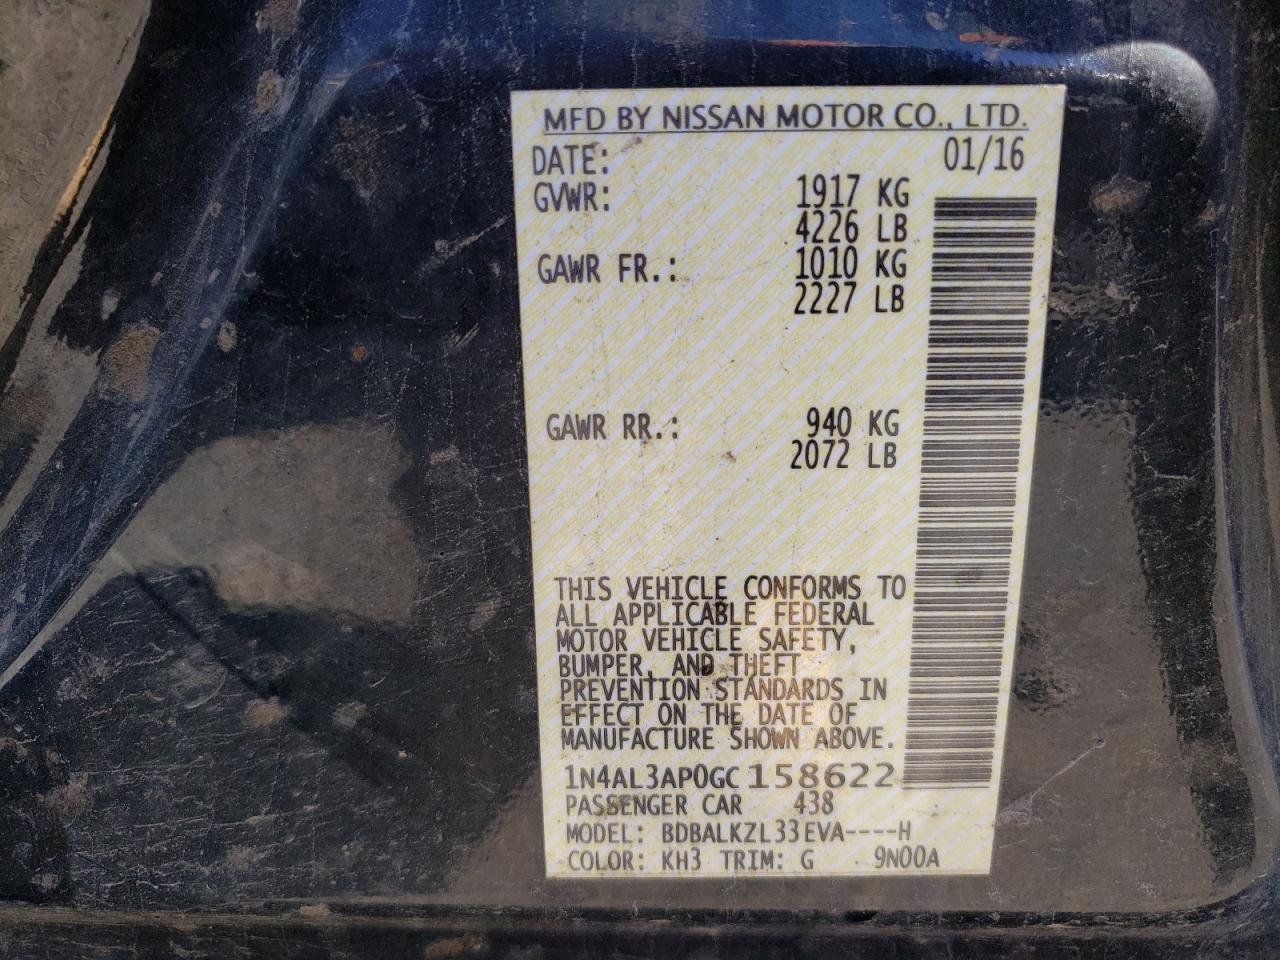 MFD BY NISSAN MOTOR CO., LTD.
DATE: 01/16
GVWR: 1917 KG
4226 LB
GAWR FR.: 1010 KG
2227 LB
GAWR RR.: 940 KG
2072 LB
THIS VEHICLE CONFORMS TO
ALL APPLICABLE FEDERAL
MOTOR VEHICLE SAFETY,
BUMPER, AND THEFT
PREVENTION STANDARDS IN
EFFECT ON THE DATE OF
MANUFACTURE SHOWN ABOVE.
1N4AL3AP0GC158622
PASSENGER CAR 438
MODEL: BDBALKZL33EVA----H
COLOR: KH3 TRIM: G 9N00A